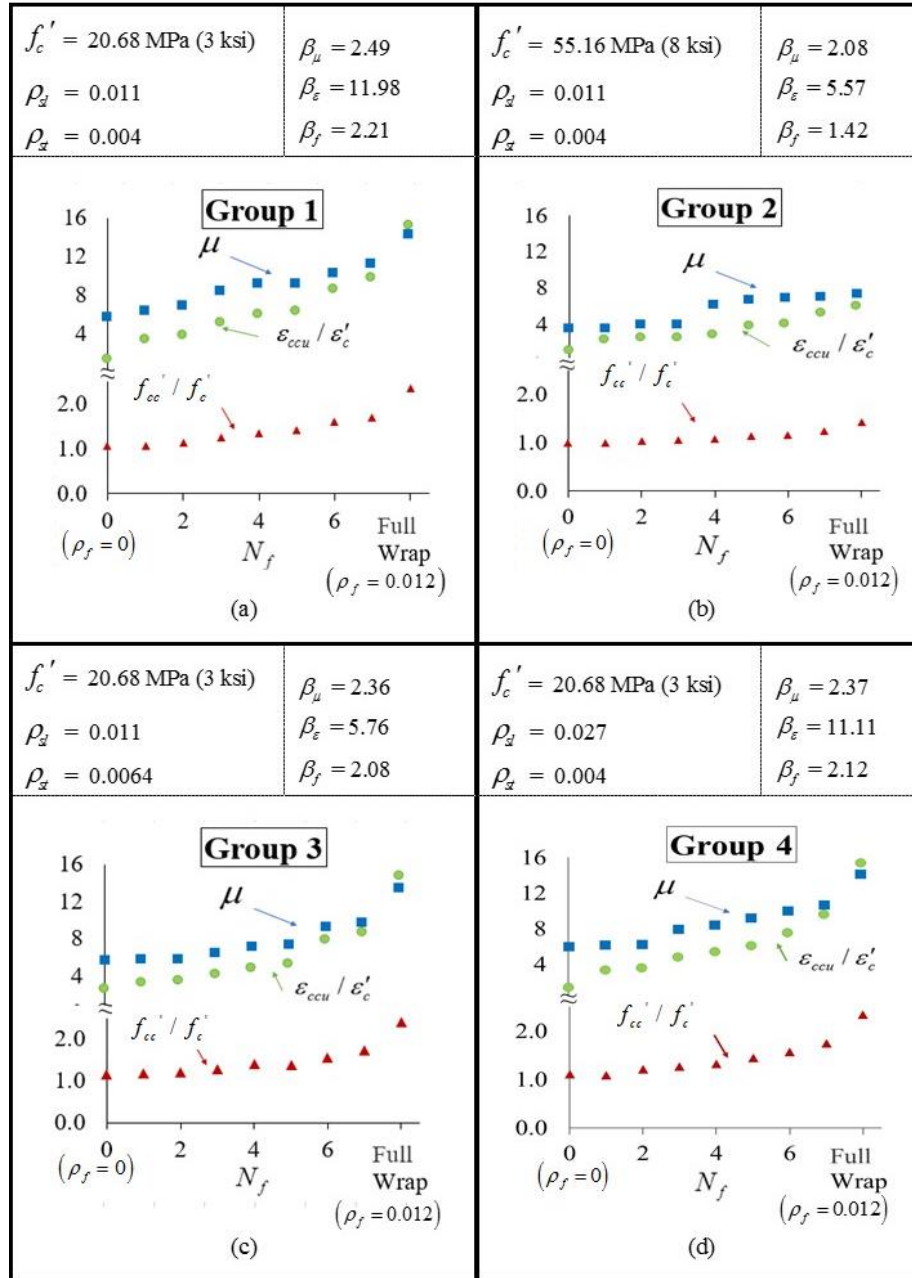 f_c' = 20.68 MPa (3 ksi)
ρ_sl = 0.011
ρ_st = 0.004
β_μ = 2.49
β_ε = 11.98
β_f = 2.21
Group 1
16
12
8
4
2.0
1.0
0.0
μ
ε_ccu / ε'_c
f_cc' / f_c'
0
2
4
6
Full
Wrap
(ρ_f = 0)
N_f
(ρ_f = 0.012)
(a)
f_c' = 55.16 MPa (8 ksi)
ρ_sl = 0.011
ρ_st = 0.004
β_μ = 2.08
β_ε = 5.57
β_f = 1.42
Group 2
16
12
8
4
2.0
1.0
0.0
μ
ε_ccu / ε'_c
f_cc' / f_c'
0
2
4
6
Full
Wrap
(ρ_f = 0)
N_f
(ρ_f = 0.012)
(b)
f_c' = 20.68 MPa (3 ksi)
ρ_sl = 0.011
ρ_st = 0.0064
β_μ = 2.36
β_ε = 5.76
β_f = 2.08
Group 3
16
12
8
4
2.0
1.0
0.0
μ
ε_ccu / ε'_c
f_cc' / f_c'
0
2
4
6
Full
Wrap
(ρ_f = 0)
N_f
(ρ_f = 0.012)
(c)
f_c' = 20.68 MPa (3 ksi)
ρ_sl = 0.027
ρ_st = 0.004
β_μ = 2.37
β_ε = 11.11
β_f = 2.12
Group 4
16
12
8
4
2.0
1.0
0.0
μ
ε_ccu / ε'_c
f_cc' / f_c'
0
2
4
6
Full
Wrap
(ρ_f = 0)
N_f
(ρ_f = 0.012)
(d)